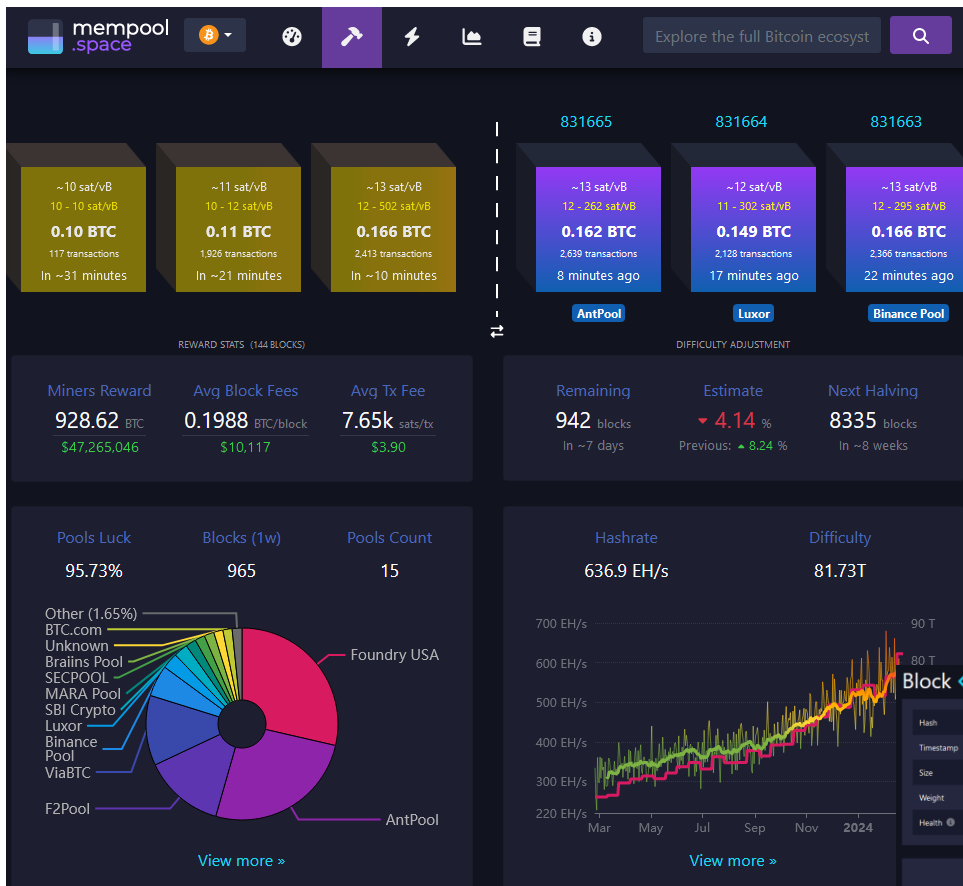 mempool
.space
Explore the full Bitcoin ecosyst
831665
831664
831663
~10 sat/vB
10 - 10 sat/vB
0.10 BTC
117 transactions
In ~31 minutes
~11 sat/vB
10 - 12 sat/vB
0.11 BTC
1,926 transactions
In ~21 minutes
~13 sat/vB
12 - 502 sat/vB
0.166 BTC
2,413 transactions
In ~10 minutes
~13 sat/vB
12 - 262 sat/vB
0.162 BTC
2,639 transactions
8 minutes ago
AntPool
~12 sat/vB
11 - 302 sat/vB
0.149 BTC
2,128 transactions
17 minutes ago
Luxor
~13 sat/vB
12 - 295 sat/vB
0.166 BTC
2,366 transactions
22 minutes ago
Binance Pool
REWARD STATS (144 BLOCKS)
Miners Reward
928.62 BTC
$47,265,046
Avg Block Fees
0.1988 BTC/block
$10,117
Avg Tx Fee
7.65k sats/tx
$3.90
DIFFICULTY ADJUSTMENT
Remaining
942 blocks
In ~7 days
Estimate
4.14 %
Previous: 8.24 %
Next Halving
8335 blocks
In ~8 weeks
Pools Luck
95.73%
Blocks (1w)
965
Pools Count
15
Other (1.65%)
BTC.com
Unknown
Braiins Pool
SECPOOL
MARA Pool
SBI Crypto
Luxor
Binance
Pool
ViaBTC
F2Pool
Foundry USA
AntPool
View more »
Hashrate
636.9 EH/s
Difficulty
81.73T
700 EH/s
600 EH/s
500 EH/s
400 EH/s
300 EH/s
220 EH/s
90 T
80 T
Mar May Jul Sep Nov 2024
View more »
Block
Hash
Timestamp
Size
Weight
Health